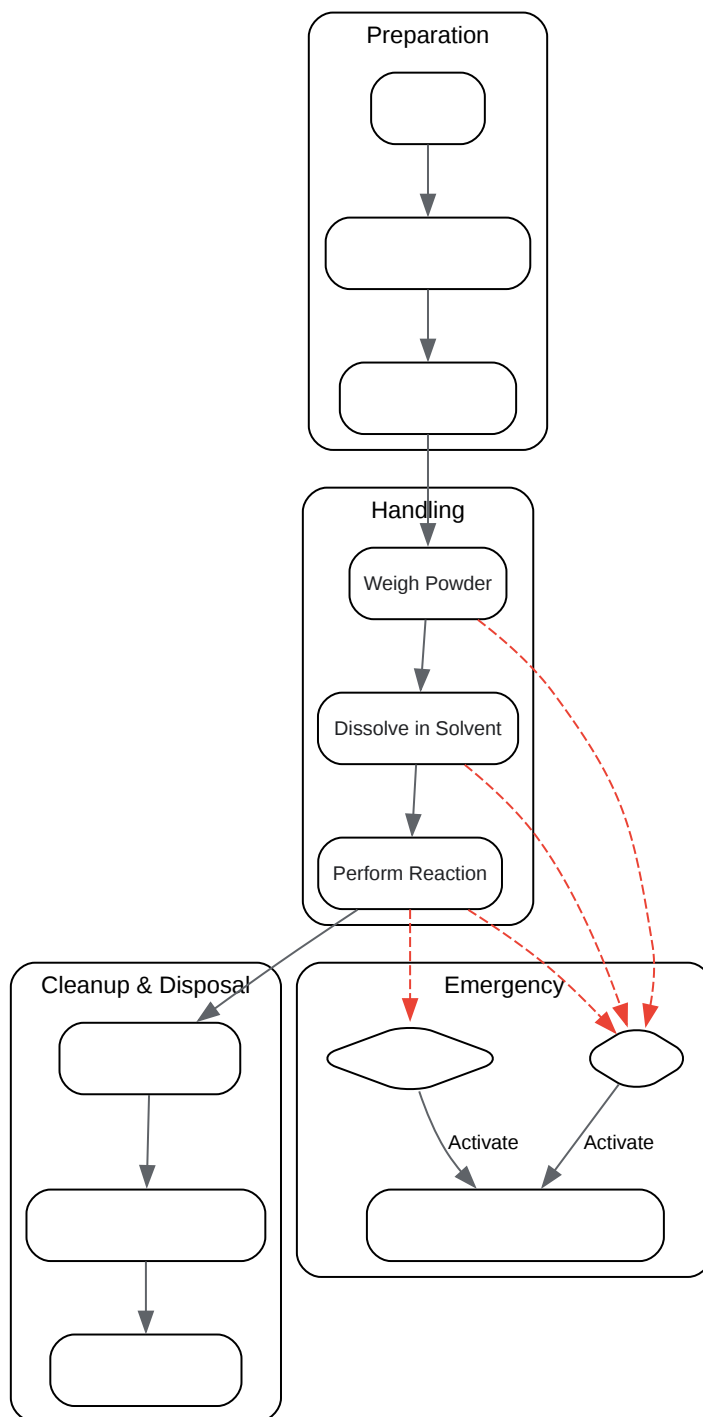 Preparation
Handling
Weigh Powder
Dissolve in Solvent
Perform Reaction
Cleanup & Disposal
Emergency
Activate
Activate